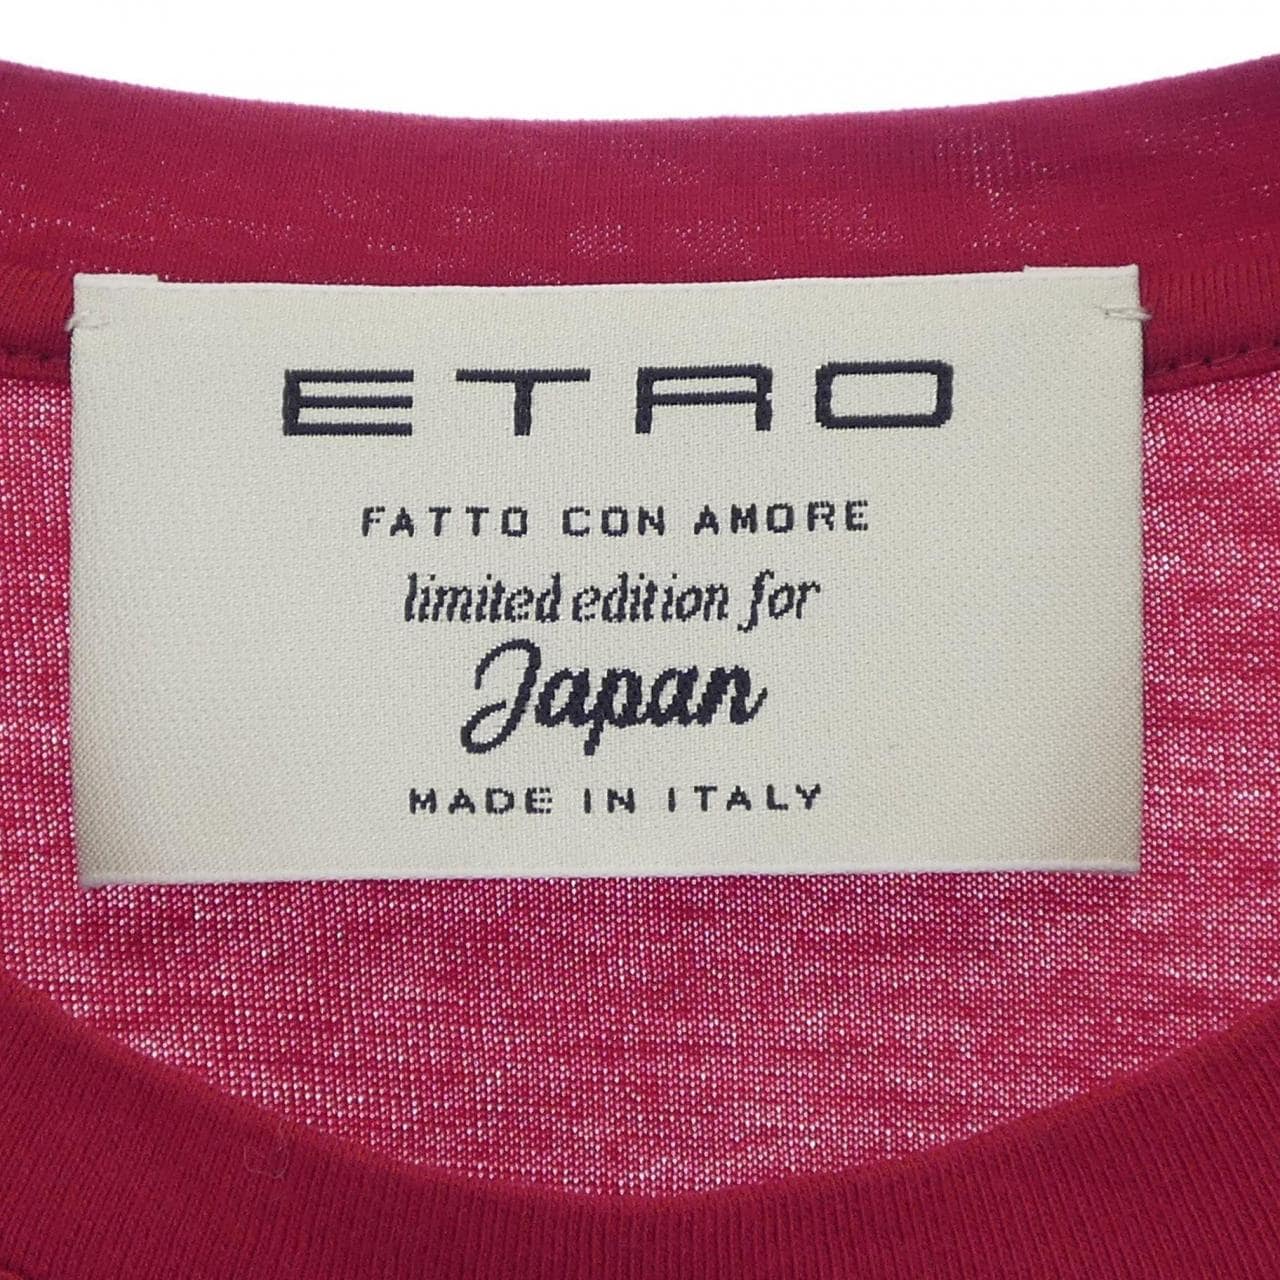 ETRO
FATTO CON AMORE
limited edition for
Japan
MADE IN ITALY